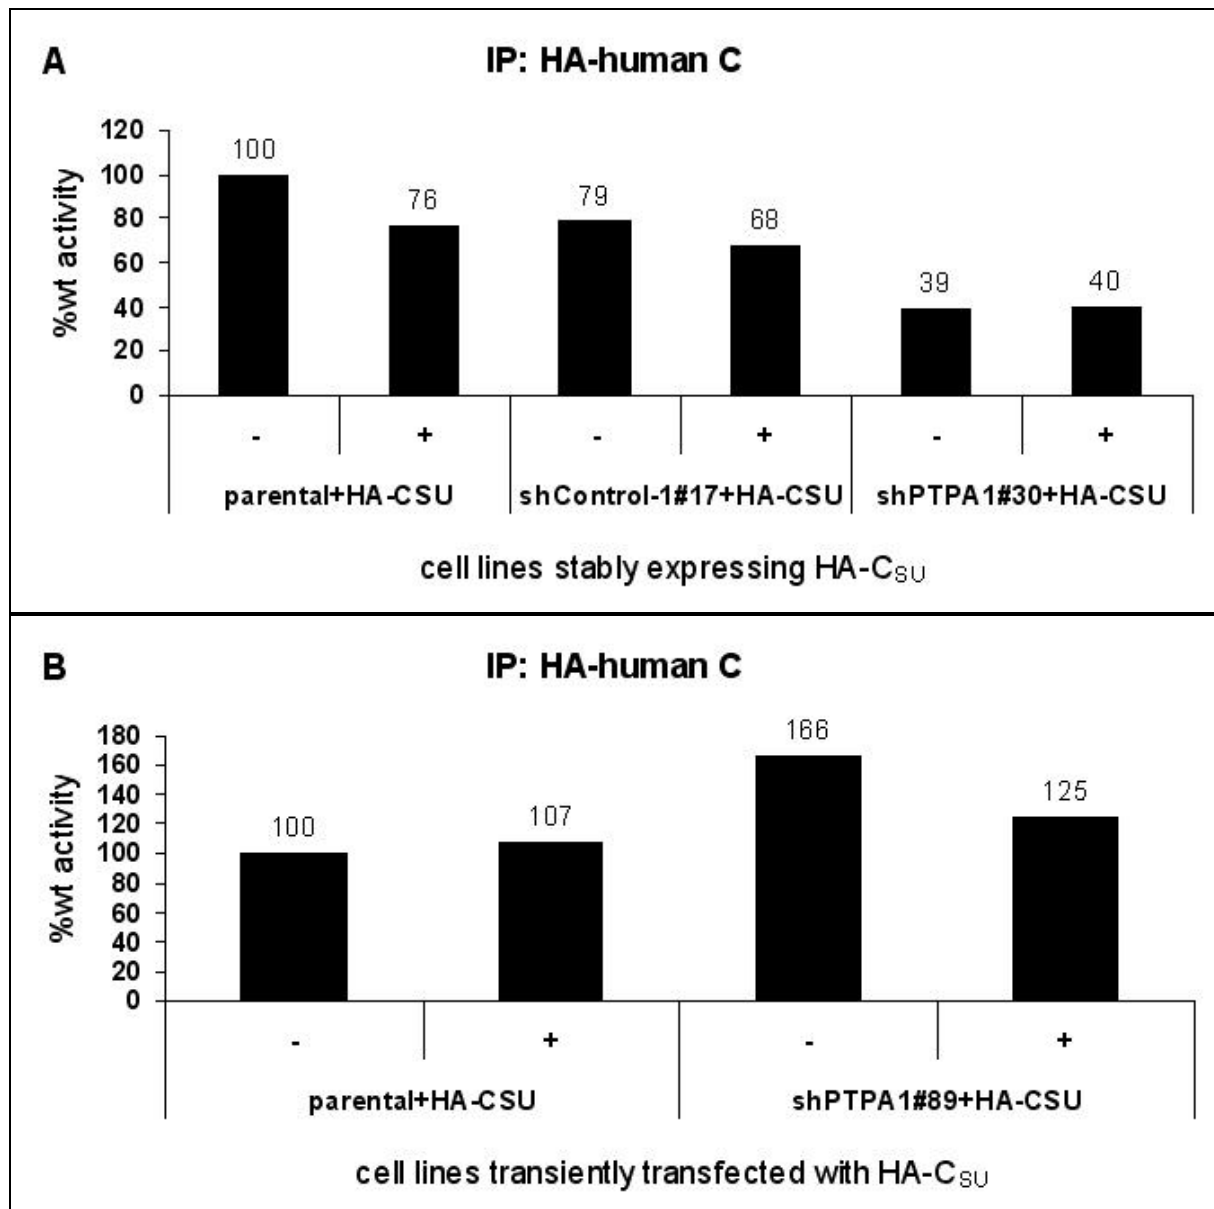 A
IP: HA-human C
%wt activity
120
100
80
60
40
20
0
100
76
79
68
39
40
- + - + - +
parental+HA-CSU shControl-1#17+HA-CSU shPTPA1#30+HA-CSU
cell lines stably expressing HA-CSU
B
IP: HA-human C
%wt activity
180
160
140
120
100
80
60
40
20
0
100
107
166
125
- + - +
parental+HA-CSU shPTPA1#89+HA-CSU
cell lines transiently transfected with HA-CSU